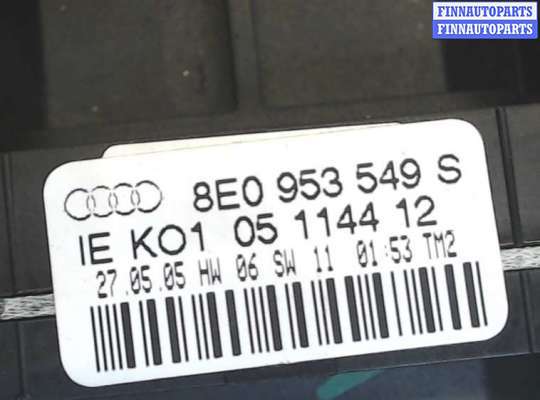 FINNAUTOPARTS
FINNAUTOPARTS
8E0 953 549 S
IE KO1 05 1144 12
27.05.05 HW 06 SW 11 01:53 TM2